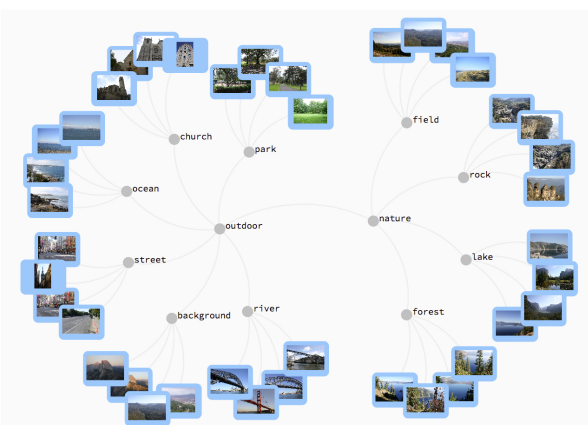 field
church
park
rock
ocean
nature
outdoor
lake
street
river
forest
background